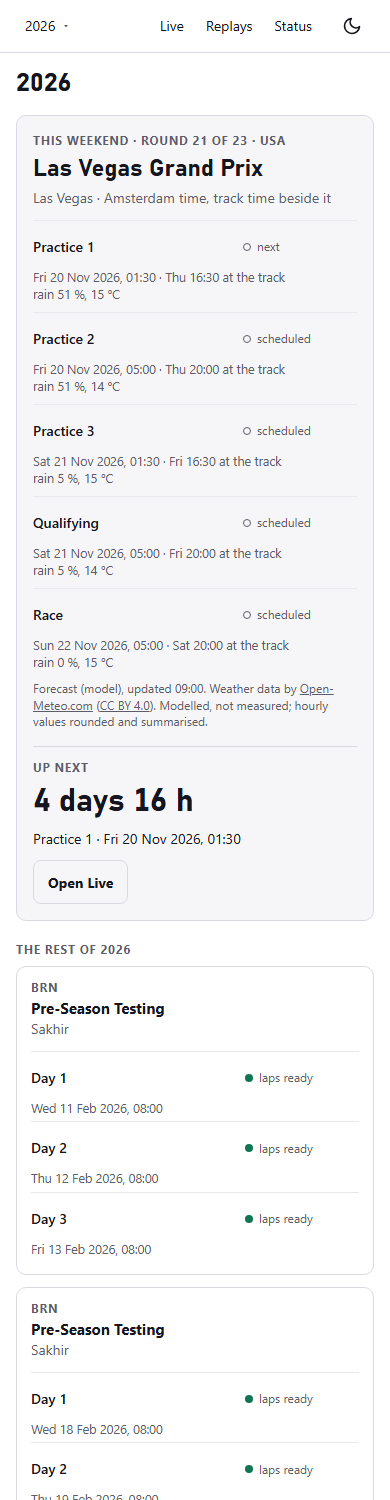 2026
Live Replays Status
2026
THIS WEEKEND · ROUND 21 OF 23 · USA
Las Vegas Grand Prix
Las Vegas · Amsterdam time, track time beside it
Practice 1 next
Fri 20 Nov 2026, 01:30 · Thu 16:30 at the track
rain 51 %, 15 °C
Practice 2 scheduled
Fri 20 Nov 2026, 05:00 · Thu 20:00 at the track
rain 51 %, 14 °C
Practice 3 scheduled
Sat 21 Nov 2026, 01:30 · Fri 16:30 at the track
rain 5 %, 15 °C
Qualifying scheduled
Sat 21 Nov 2026, 05:00 · Fri 20:00 at the track
rain 5 %, 14 °C
Race scheduled
Sun 22 Nov 2026, 05:00 · Sat 20:00 at the track
rain 0 %, 15 °C
Forecast (model), updated 09:00. Weather data by Open-
Meteo.com (CC BY 4.0). Modelled, not measured; hourly
values rounded and summarised.
UP NEXT
4 days 16 h
Practice 1 · Fri 20 Nov 2026, 01:30
Open Live
THE REST OF 2026
BRN
Pre-Season Testing
Sakhir
Day 1 laps ready
Wed 11 Feb 2026, 08:00
Day 2 laps ready
Thu 12 Feb 2026, 08:00
Day 3 laps ready
Fri 13 Feb 2026, 08:00
BRN
Pre-Season Testing
Sakhir
Day 1 laps ready
Wed 18 Feb 2026, 08:00
Day 2 laps ready
Thu 19 Feb 2026, 08:00